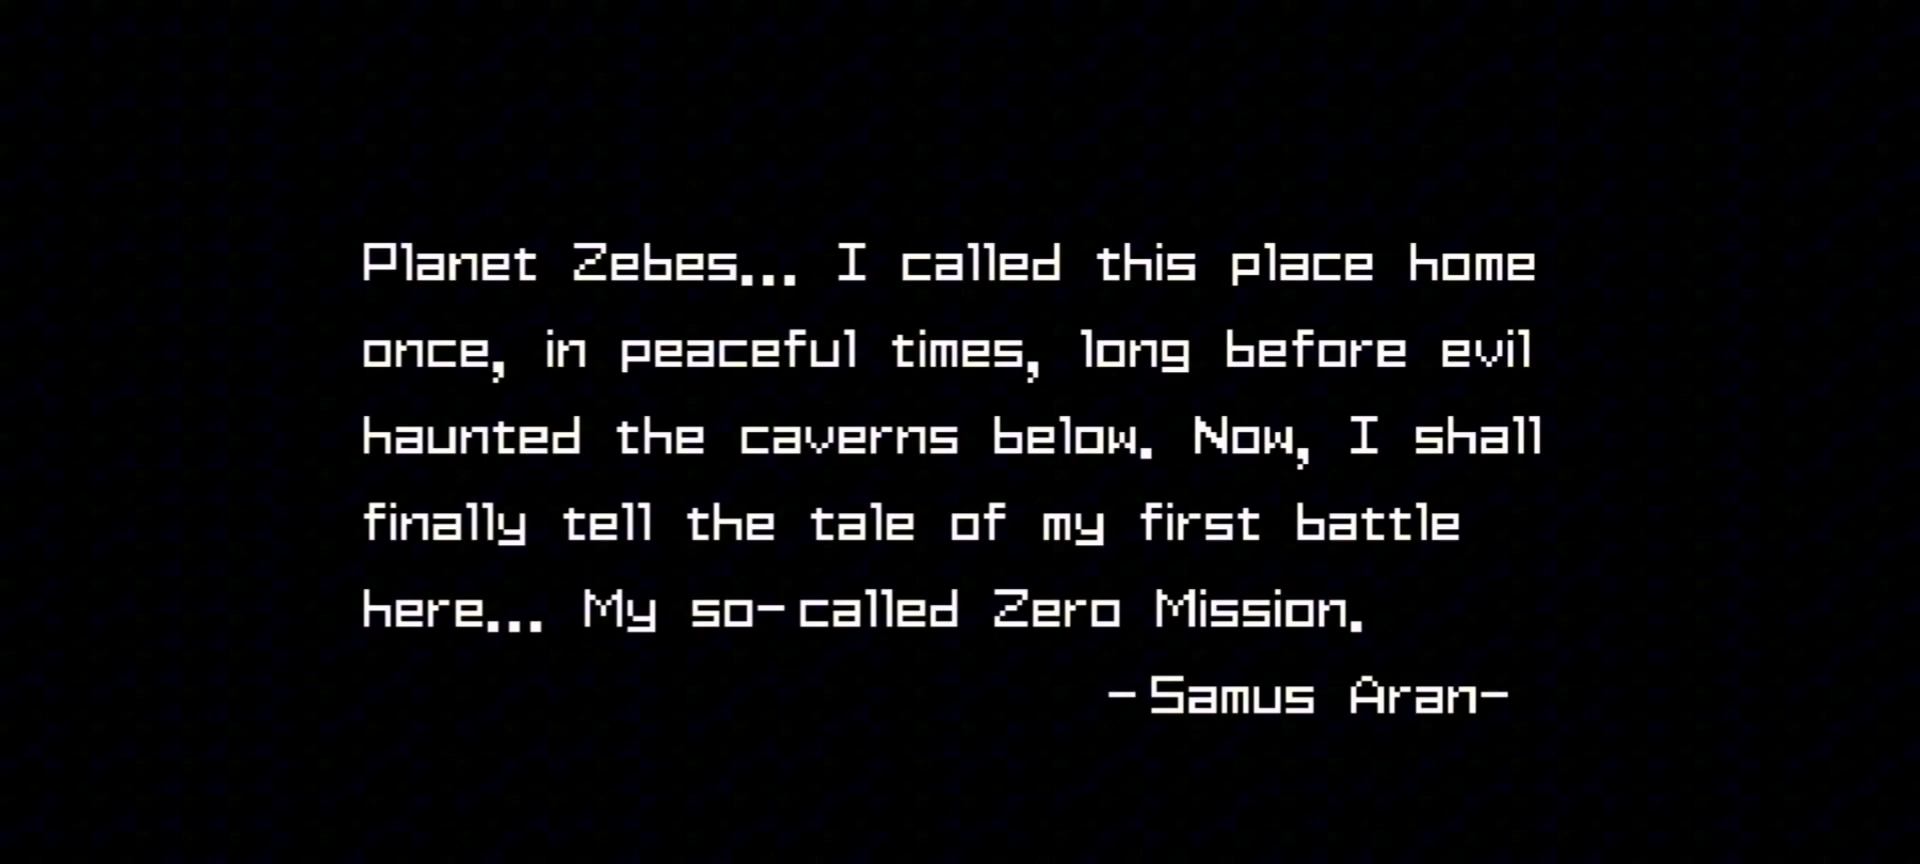 Planet Zebes... I called this place home
once, in peaceful times, long before evil
haunted the caverns below. Now, I shall
finally tell the tale of my first battle
here... My so-called Zero Mission.
-Samus Aran-